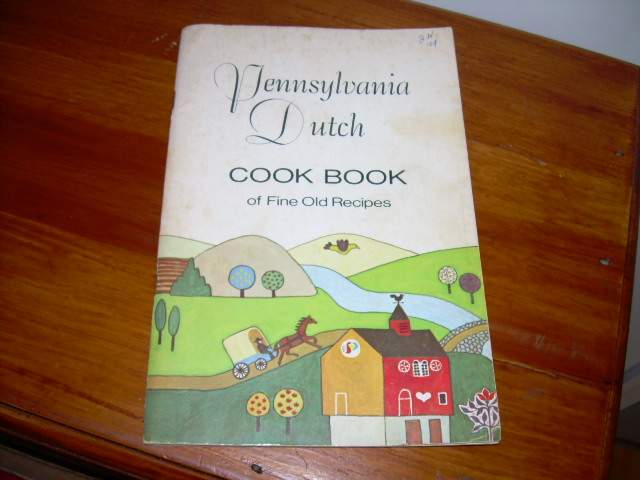 Pennsylvania
Dutch
COOK BOOK
of Fine Old Recipes